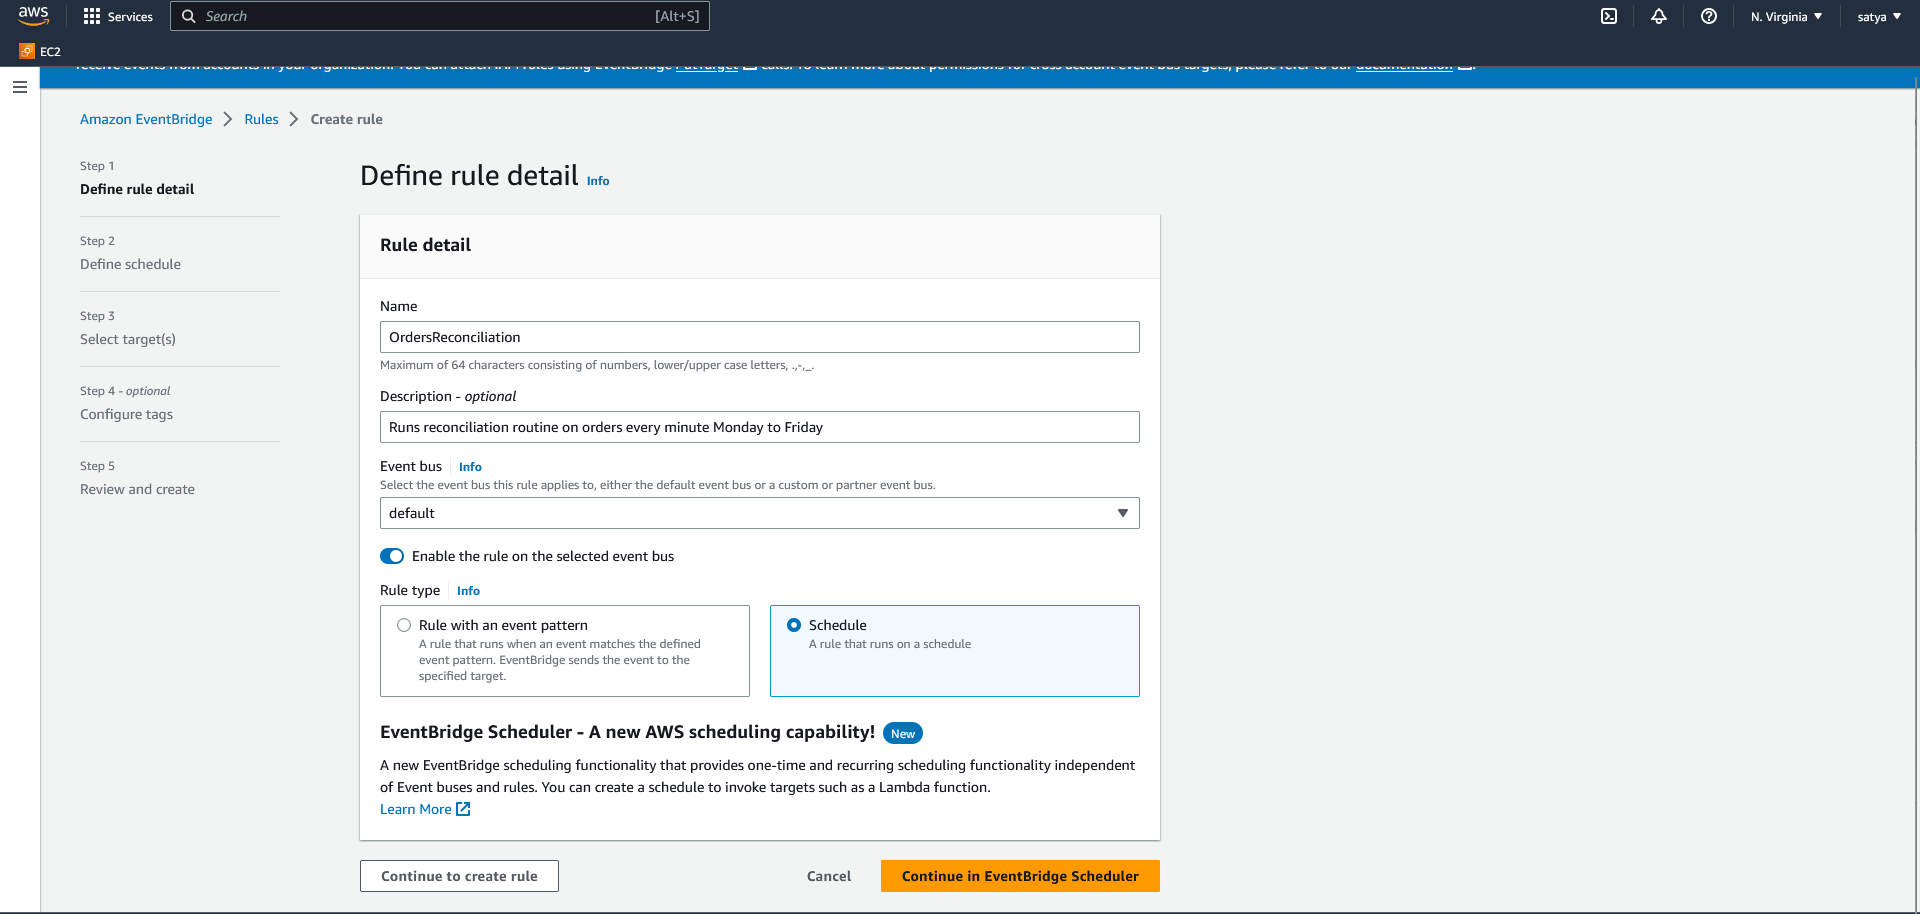 aws
Services
Search
[Alt+S]
N. Virginia
satya
EC2
Amazon EventBridge
Rules
Create rule
Step 1
Define rule detail
Step 2
Define schedule
Step 3
Select target(s)
Step 4 - optional
Configure tags
Step 5
Review and create
Define rule detail Info
Rule detail
Name
OrdersReconciliation
Maximum of 64 characters consisting of numbers, lower/upper case letters, .,-,_.
Description - optional
Runs reconciliation routine on orders every minute Monday to Friday
Event bus Info
Select the event bus this rule applies to, either the default event bus or a custom or partner event bus.
default
Enable the rule on the selected event bus
Rule type Info
Rule with an event pattern
A rule that runs when an event matches the defined
event pattern. EventBridge sends the event to the
specified target.
Schedule
A rule that runs on a schedule
EventBridge Scheduler - A new AWS scheduling capability! New
A new EventBridge scheduling functionality that provides one-time and recurring scheduling functionality independent
of Event buses and rules. You can create a schedule to invoke targets such as a Lambda function.
Learn More
Continue to create rule
Cancel
Continue in EventBridge Scheduler